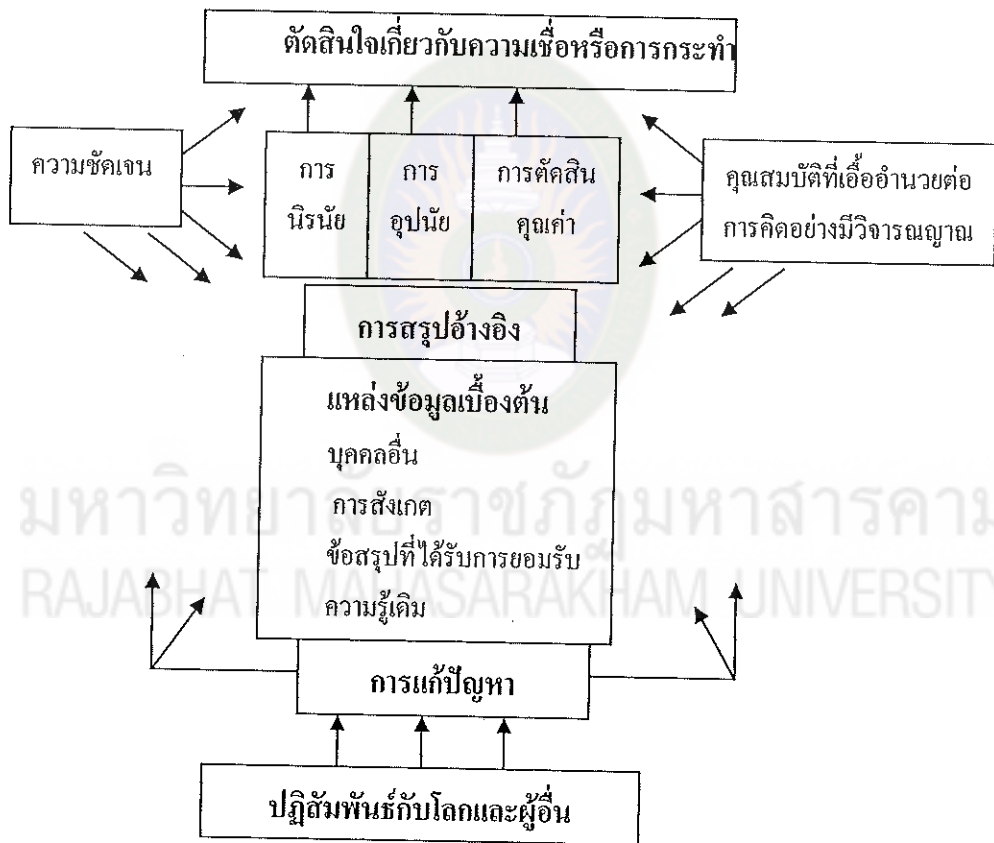 ตัดสินใจเกี่ยวกับความเชื่อหรือการกระทำ
ความชัดเจน
การ
นิรนัย
การ
อุปนัย
การตัดสิน
คุณค่า
คุณสมบัติที่เอื้ออำนวยต่อ
การคิดอย่างมีวิจารณญาณ
การสรุปอ้างอิง
แหล่งข้อมูลเบื้องต้น
บุคคลอื่น
การสังเกต
ข้อสรุปที่ได้รับการยอมรับ
ความรู้เดิม
มหาวิทยาลัยราชภัฏมหาสารคาม
RAJABHAT MAHASARAKHAM UNIVERSITY
การแก้ปัญหา
ปฏิสัมพันธ์กับโลกและผู้อื่น